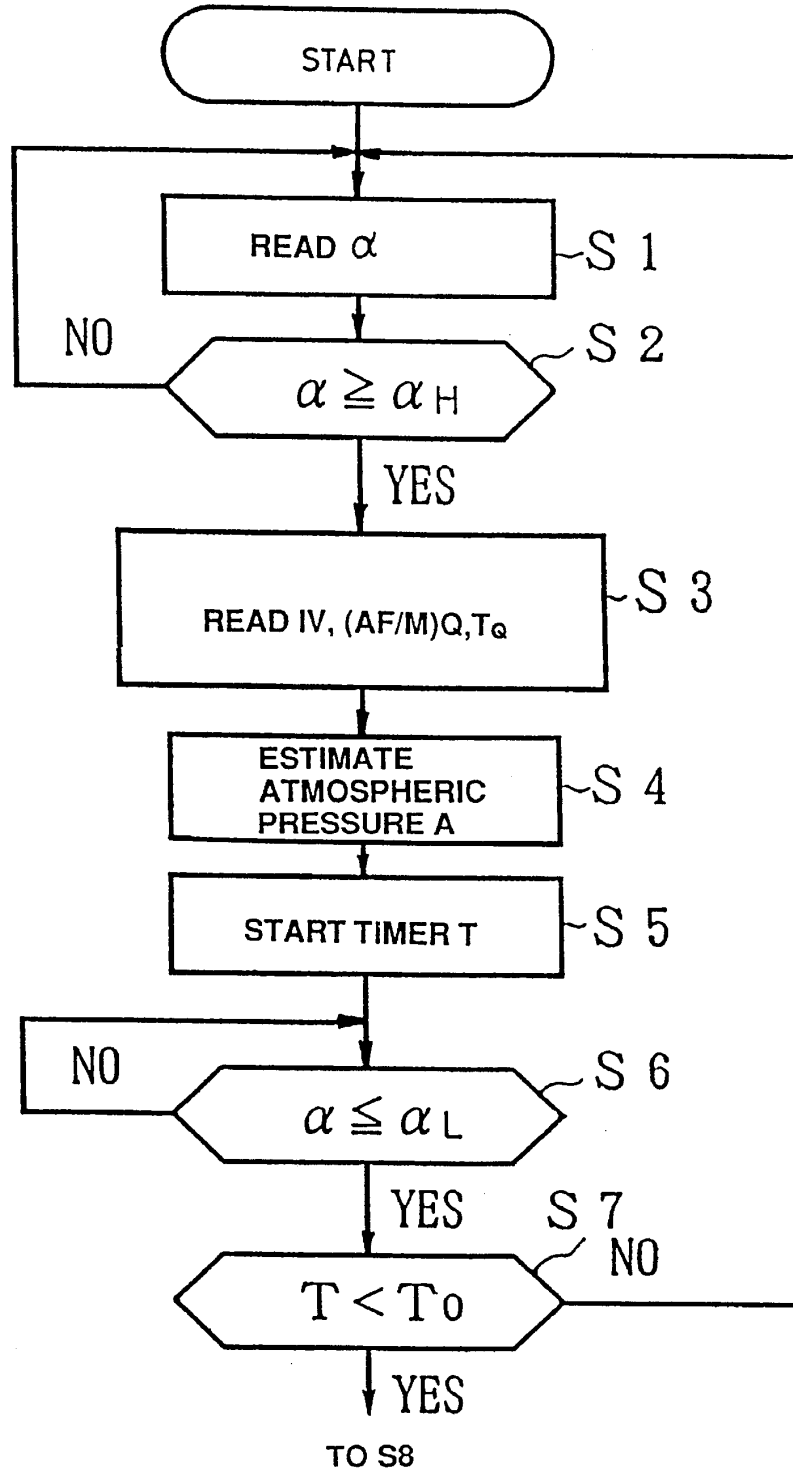 START
READ α
S 1
NO
S 2
α ≧ α H
YES
S 3
READ IV, (AF/M)Q,TQ
ESTIMATE
ATMOSPHERIC
PRESSURE A
S 4
START TIMER T
S 5
NO
S 6
α ≦ α L
YES
S 7
NO
T < To
YES
TO S8